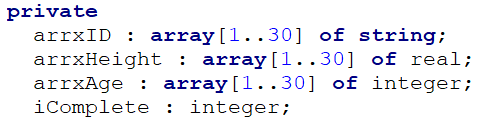 private
arrxID : array[1..30] of string;
arrxHeight : array[1..30] of real;
arrxAge : array[1..30] of integer;
iComplete : integer;